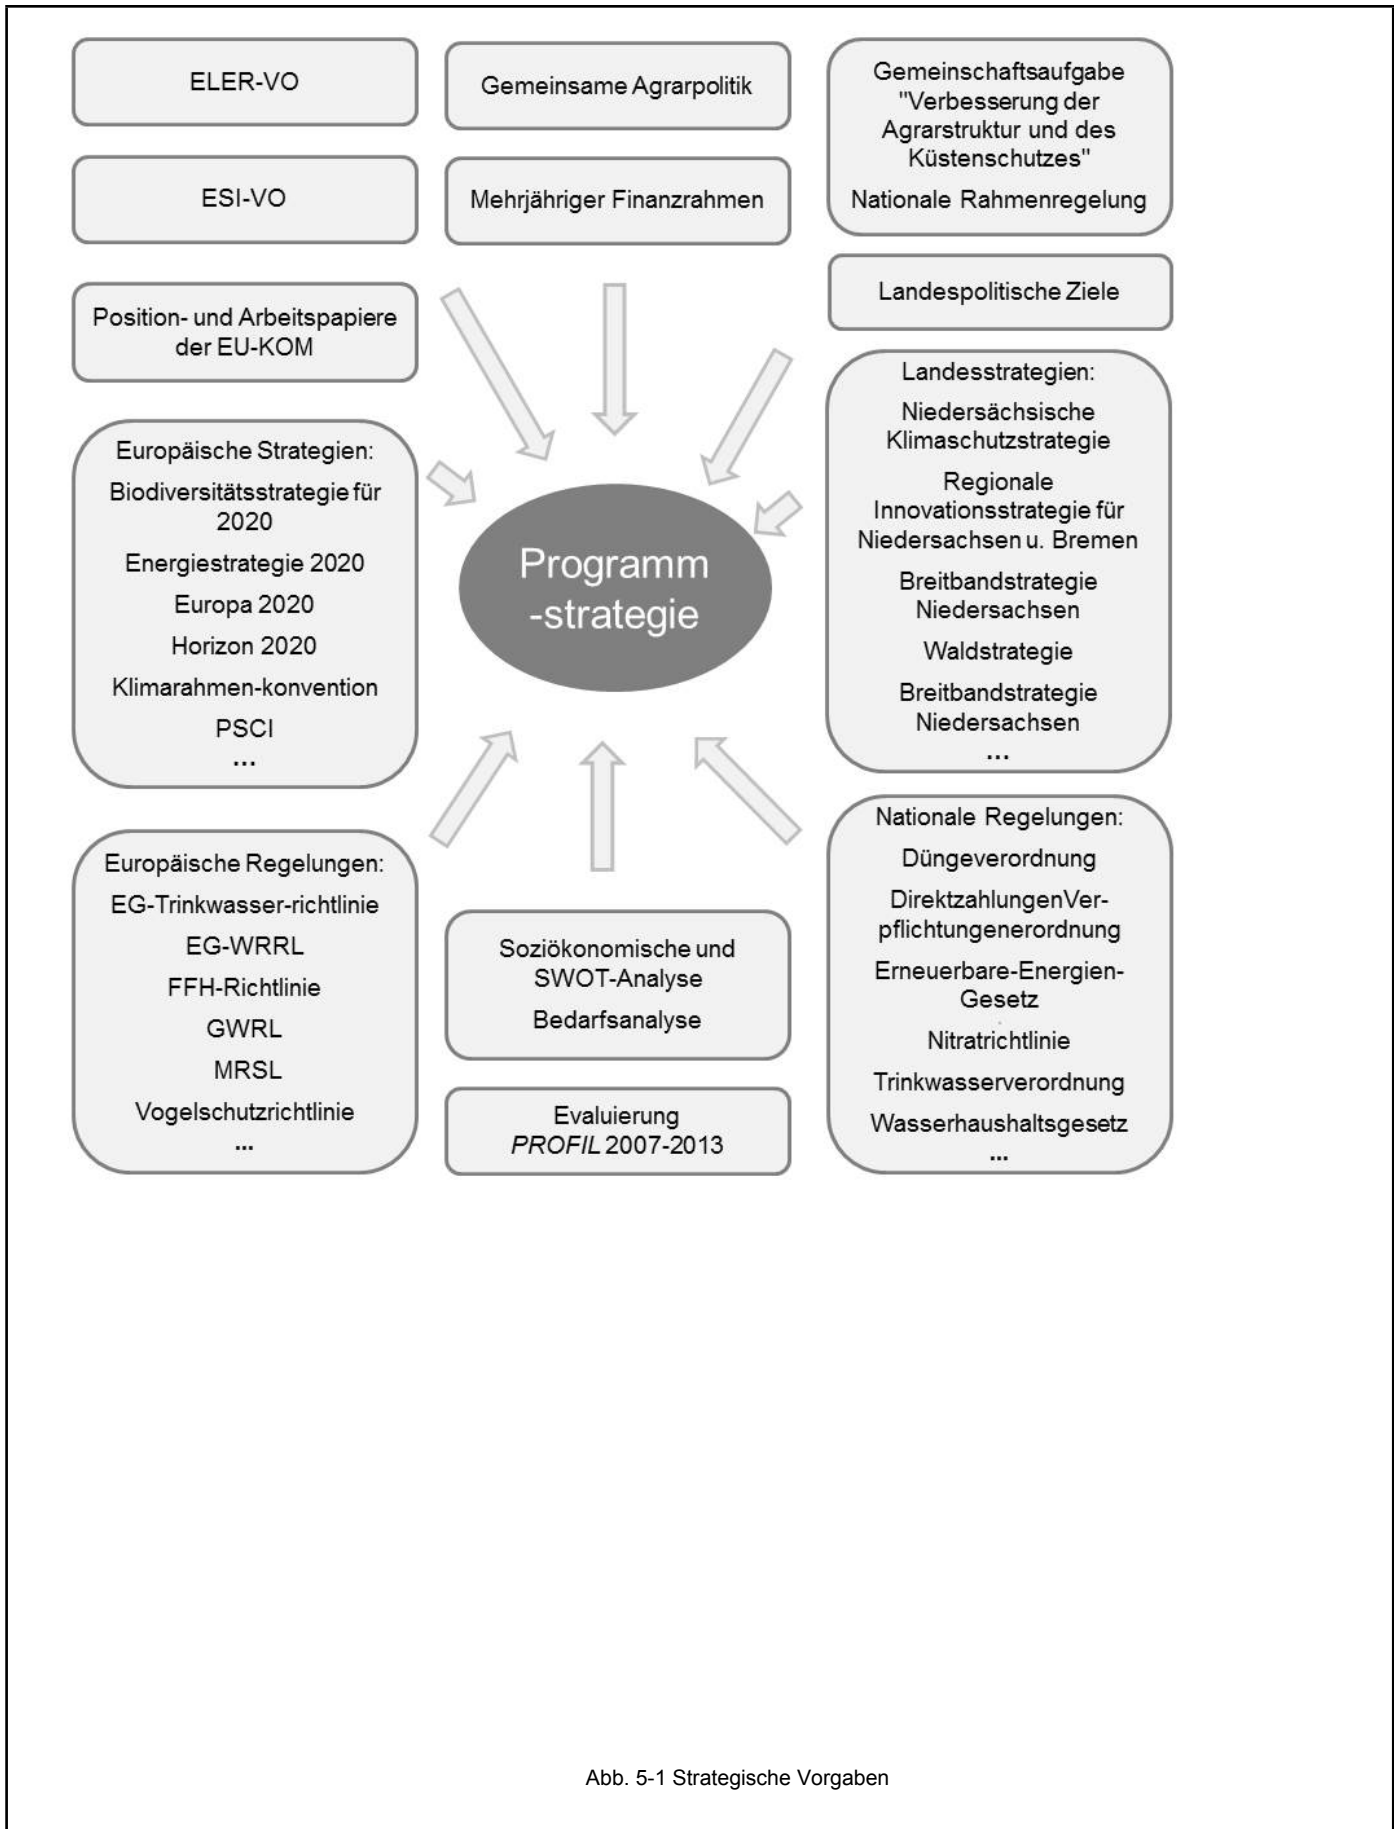 ELER-VO
ESI-VO
Position- und Arbeitspapiere
der EU-KOM
Europäische Strategien:
Biodiversitätsstrategie für
2020
Energiestrategie 2020
Europa 2020
Horizon 2020
Klimarahmen-konvention
PSCI
...
Europäische Regelungen:
EG-Trinkwasser-richtlinie
EG-WRRL
FFH-Richtlinie
GWRL
MRSL
Vogelschutzrichtlinie
...
Gemeinsame Agrarpolitik
Mehrjähriger Finanzrahmen
Programm
-strategie
Soziökonomische und
SWOT-Analyse
Bedarfsanalyse
Evaluierung
PROFIL 2007-2013
Gemeinschaftsaufgabe
"Verbesserung der
Agrarstruktur und des
Küstenschutzes"
Nationale Rahmenregelung
Landespolitische Ziele
Landesstrategien:
Niedersächsische
Klimaschutzstrategie
Regionale
Innovationsstrategie für
Niedersachsen u. Bremen
Breitbandstrategie
Niedersachsen
Waldstrategie
Breitbandstrategie
Niedersachsen
...
Nationale Regelungen:
Düngeverordnung
DirektzahlungenVer-
pflichtungenerordnung
Erneuerbare-Energien-
Gesetz
Nitratrichtlinie
Trinkwasserverordnung
Wasserhaushaltsgesetz
...
Abb. 5-1 Strategische Vorgaben